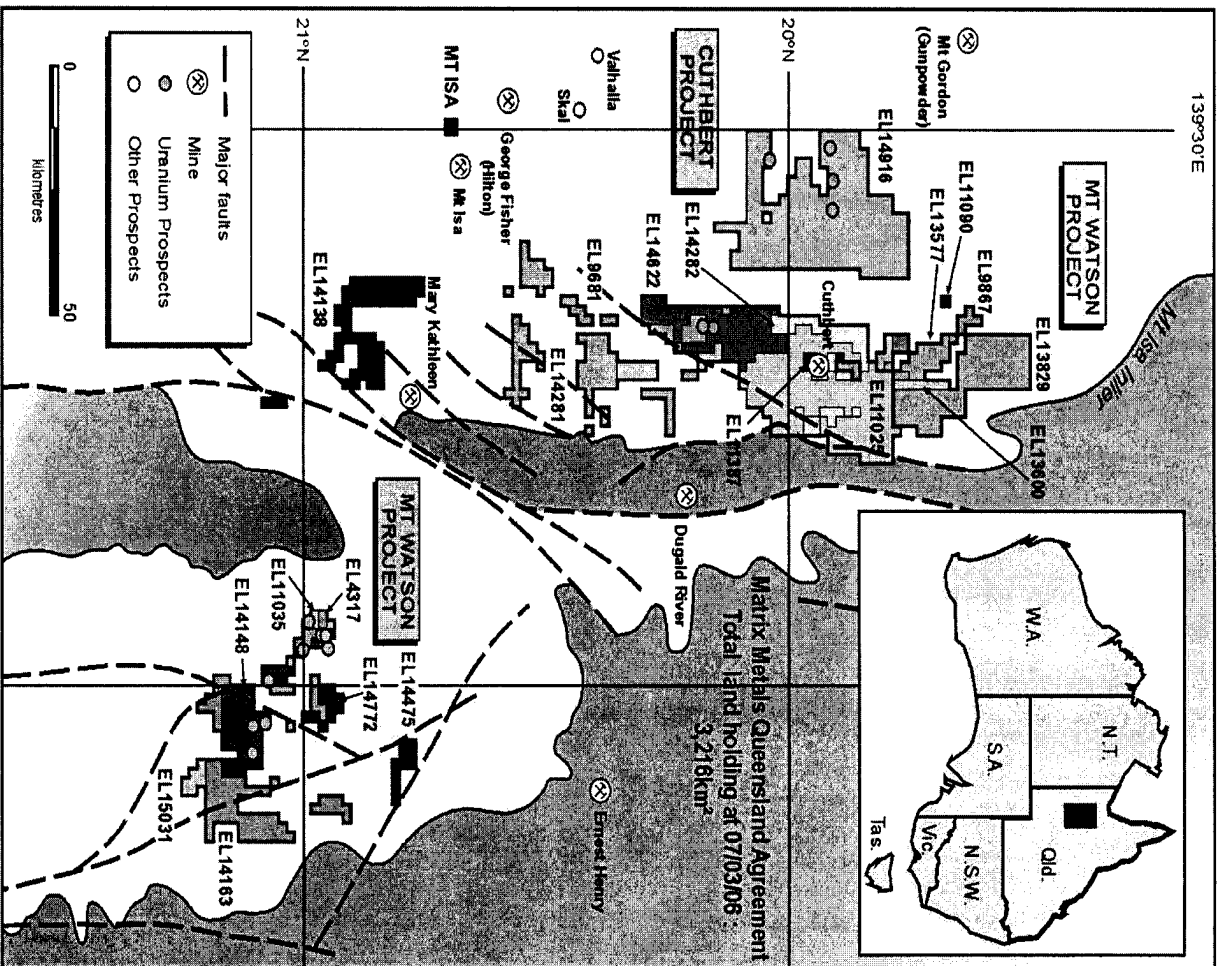 139°30'E
Mt Gordon
(Gunpowder)
MT WATSON
PROJECT
EL11090
EL13577
EL9867
EL13829
EL13600
Mt Isa Inlier
EL14916
20°N
Cuthbert
EL11387
CUTHBERT
PROJECT
EL14282
EL14622
EL9681
EL14281
Valhalla
Skal
George Fisher
(Hilton)
MT ISA
Mt Isa
Mary Kathleen
EL14138
21°N
Dugald River
Ernest Henry
MT WATSON
PROJECT
EL4317
EL11035
EL14148
EL14772
EL14475
EL15031
EL14163
Matrix Metals Queensland Agreement
Total land holding at 07/03/06 :
3,216km²
W.A.
N.T.
S.A.
Qld.
N.S.W.
Vic.
Tas.
Major faults
Mine
Uranium Prospects
Other Prospects
0
50
kilometres